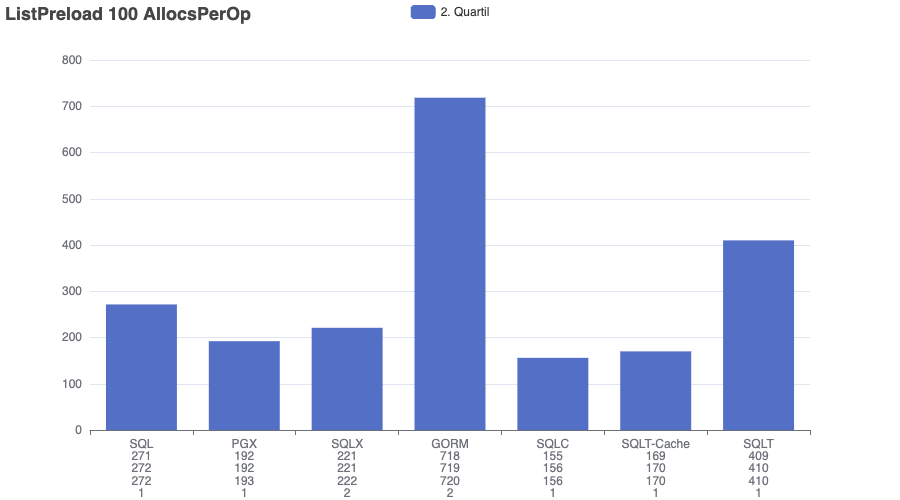 ListPreload 100 AllocsPerOp
2. Quartil
800
700
600
500
400
300
200
100
0
SQL PGX SQLX GORM SQLC SQLT-Cache SQLT
271 192 221 718 155 169 409
272 192 221 719 156 170 410
272 193 222 720 156 170 410
1 1 2 2 1 1 1